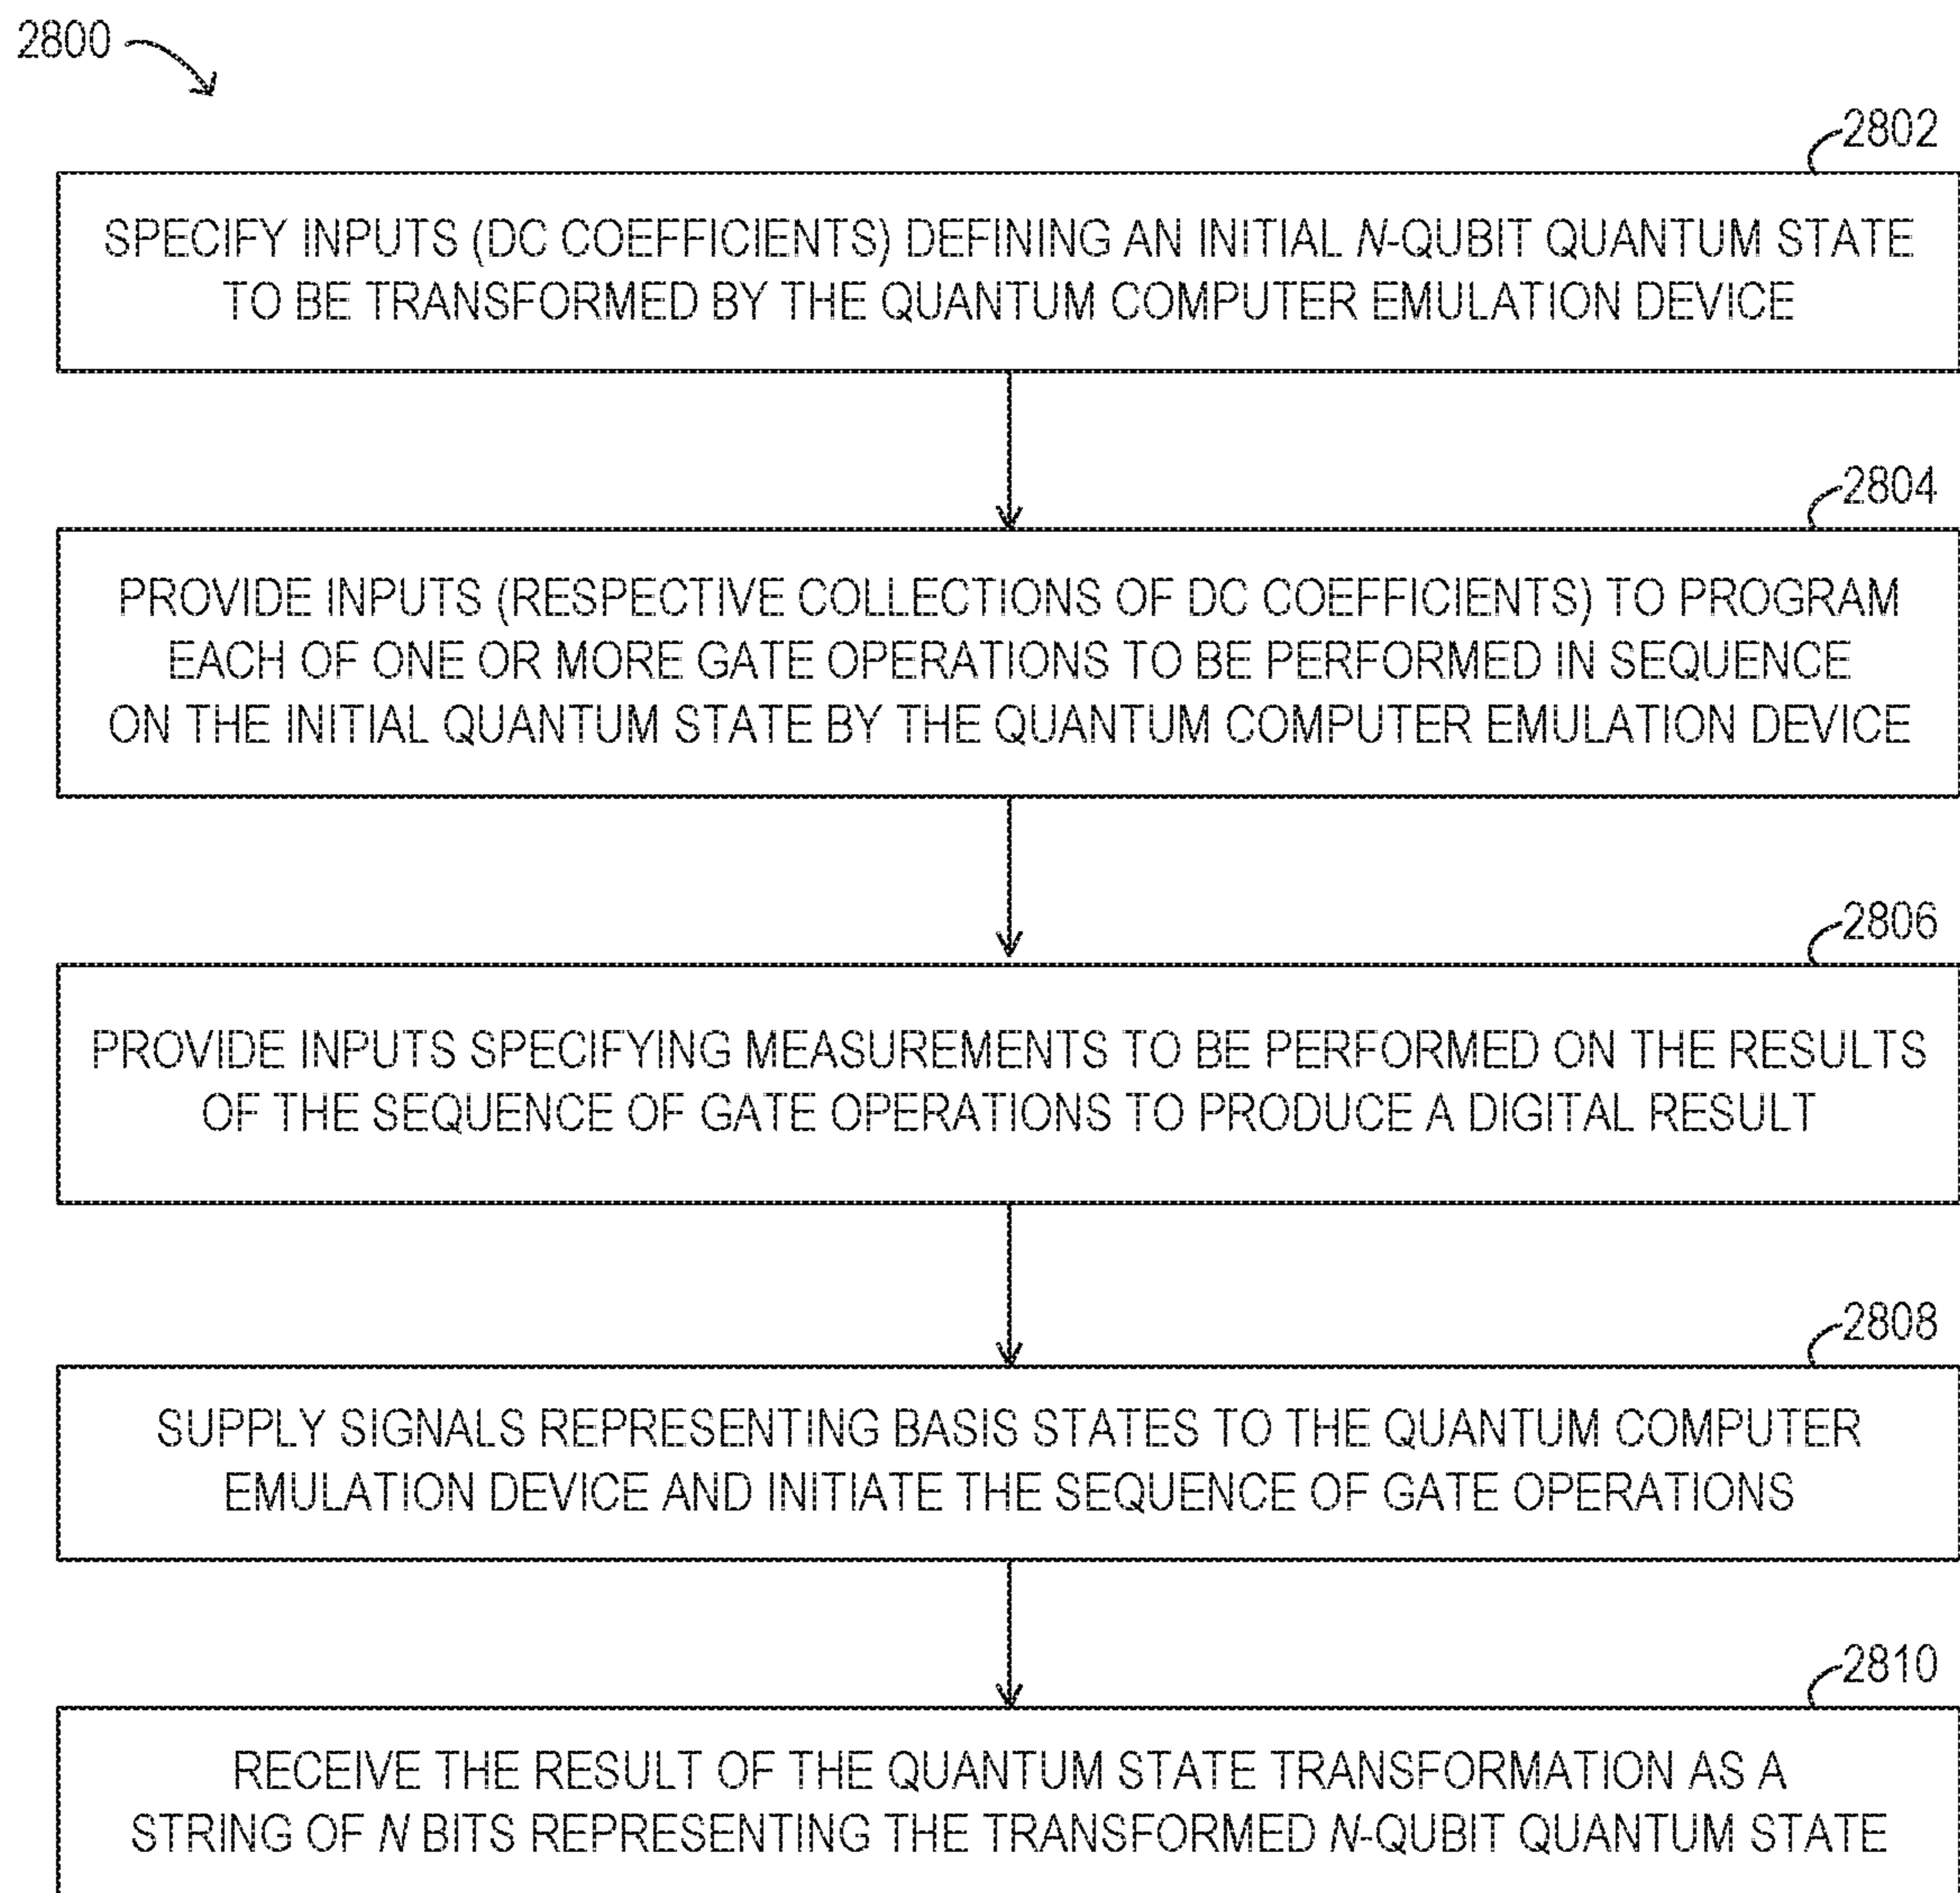 2800
2802
SPECIFY INPUTS (DC COEFFICIENTS) DEFINING AN INITIAL N-QUBIT QUANTUM STATE
TO BE TRANSFORMED BY THE QUANTUM COMPUTER EMULATION DEVICE
2804
PROVIDE INPUTS (RESPECTIVE COLLECTIONS OF DC COEFFICIENTS) TO PROGRAM
EACH OF ONE OR MORE GATE OPERATIONS TO BE PERFORMED IN SEQUENCE
ON THE INITIAL QUANTUM STATE BY THE QUANTUM COMPUTER EMULATION DEVICE
2806
PROVIDE INPUTS SPECIFYING MEASUREMENTS TO BE PERFORMED ON THE RESULTS
OF THE SEQUENCE OF GATE OPERATIONS TO PRODUCE A DIGITAL RESULT
2808
SUPPLY SIGNALS REPRESENTING BASIS STATES TO THE QUANTUM COMPUTER
EMULATION DEVICE AND INITIATE THE SEQUENCE OF GATE OPERATIONS
2810
RECEIVE THE RESULT OF THE QUANTUM STATE TRANSFORMATION AS A
STRING OF N BITS REPRESENTING THE TRANSFORMED N-QUBIT QUANTUM STATE